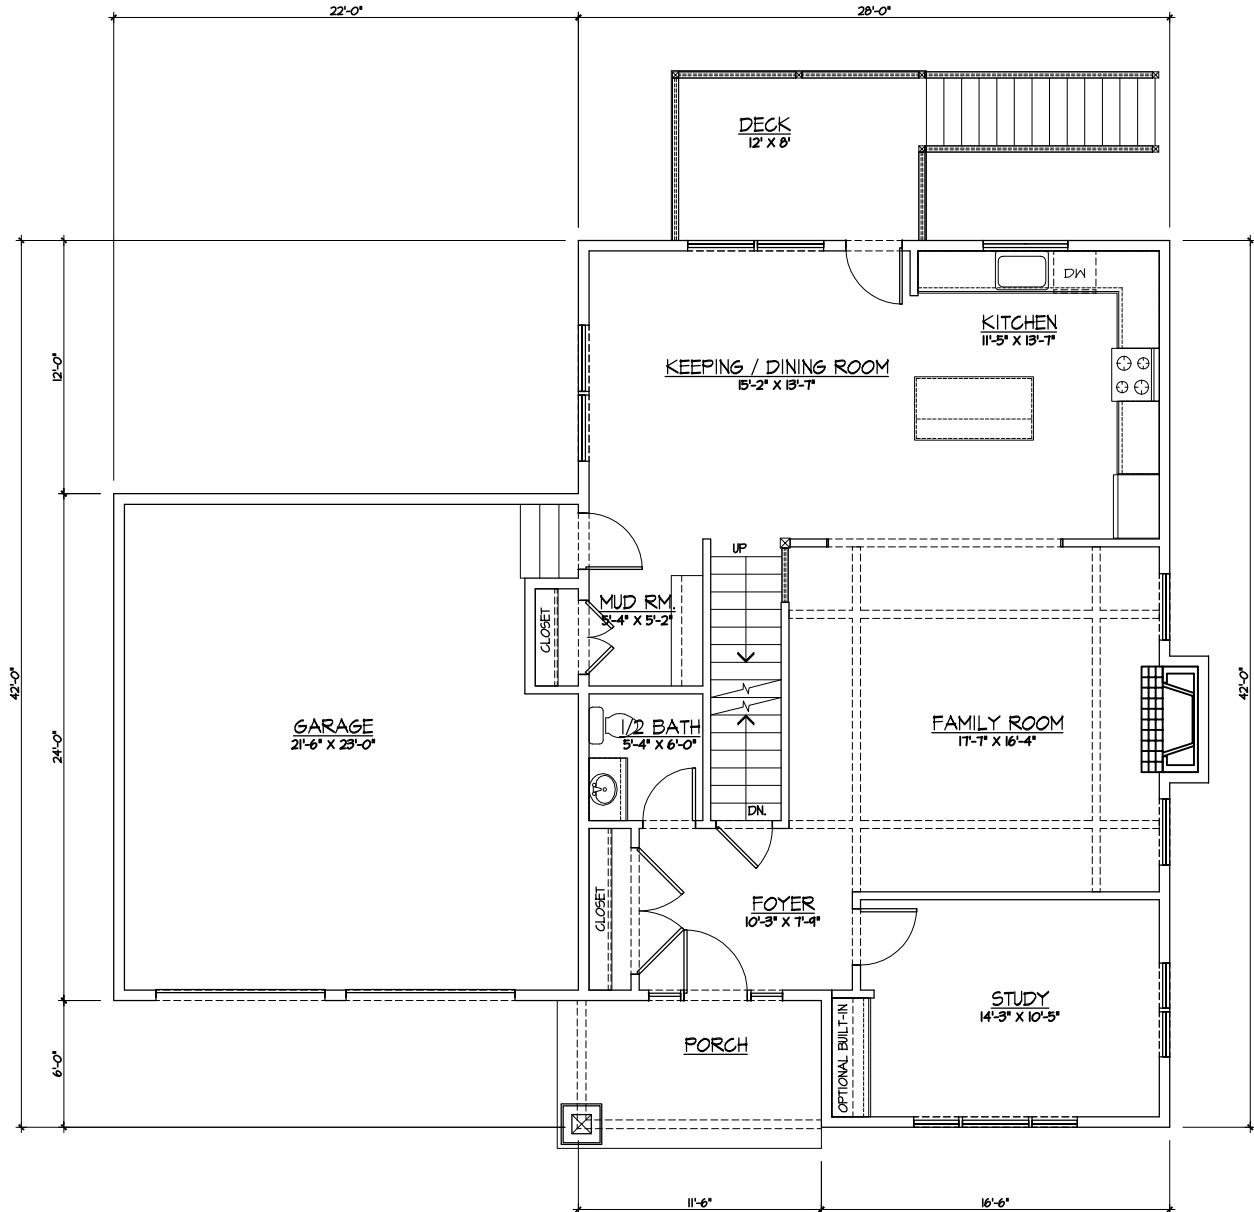 22'-0"
28'-0"
DECK
12' X 8'
DW
KITCHEN
11'-5" X 13'-7"
KEEPING / DINING ROOM
15'-2" X 13'-7"
12'-0"
UP
MUD RM.
5'-4" X 5'-2"
CLOSET
42'-0"
42'-0"
GARAGE
21'-6" X 23'-0"
1/2 BATH
5'-4" X 6'-0"
FAMILY ROOM
17'-7" X 16'-4"
24'-0"
DN.
CLOSET
FOYER
10'-3" X 7'-9"
STUDY
14'-3" X 10'-5"
PORCH
OPTIONAL BUILT-IN
6'-0"
11'-6"
16'-6"